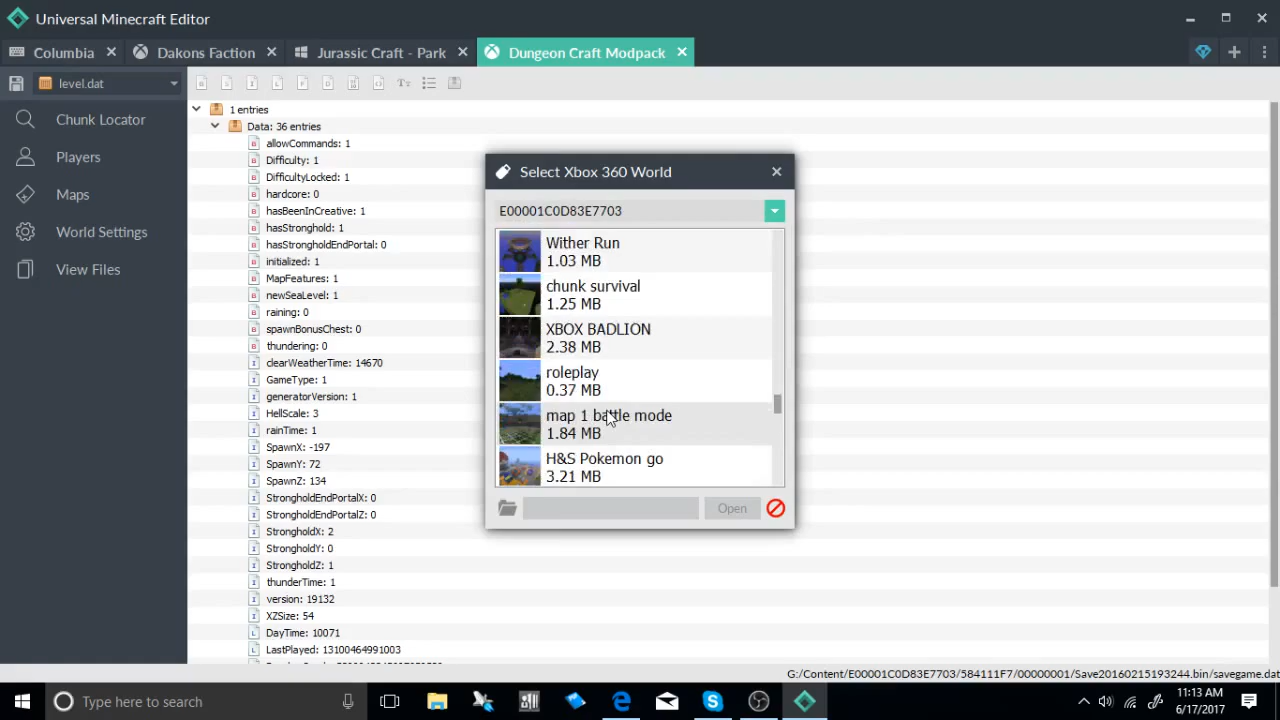 Universal Minecraft Editor
Columbia
Dakons Faction
Jurassic Craft - Park
Dungeon Craft Modpack
level.dat
Chunk Locator
Players
Maps
World Settings
View Files
1 entries
Data: 36 entries
allowCommands: 1
Difficulty: 1
DifficultyLocked: 1
hardcore: 0
hasBeenInCreative: 1
hasStronghold: 1
hasStrongholdEndPortal: 0
initialized: 1
MapFeatures: 1
newSeaLevel: 1
raining: 0
spawnBonusChest: 0
thundering: 0
clearWeatherTime: 14670
GameType: 1
generatorVersion: 1
HellScale: 3
rainTime: 1
SpawnX: -197
SpawnY: 72
SpawnZ: 134
StrongholdEndPortalX: 0
StrongholdEndPortalZ: 0
StrongholdX: 2
StrongholdY: 0
StrongholdZ: 1
thunderTime: 1
version: 19132
XZSize: 54
DayTime: 10071
LastPlayed: 13100464991003
Select Xbox 360 World
E00001C0D83E7703
Wither Run
1.03 MB
chunk survival
1.25 MB
XBOX BADLION
2.38 MB
roleplay
0.37 MB
map 1 battle mode
1.84 MB
H&S Pokemon go
3.21 MB
Open
G:/Content/E00001C0D83E7703/584111F7/00000001/Save20160215193244.bin/savegame.dat
Type here to search
11:13 AM
6/17/2017